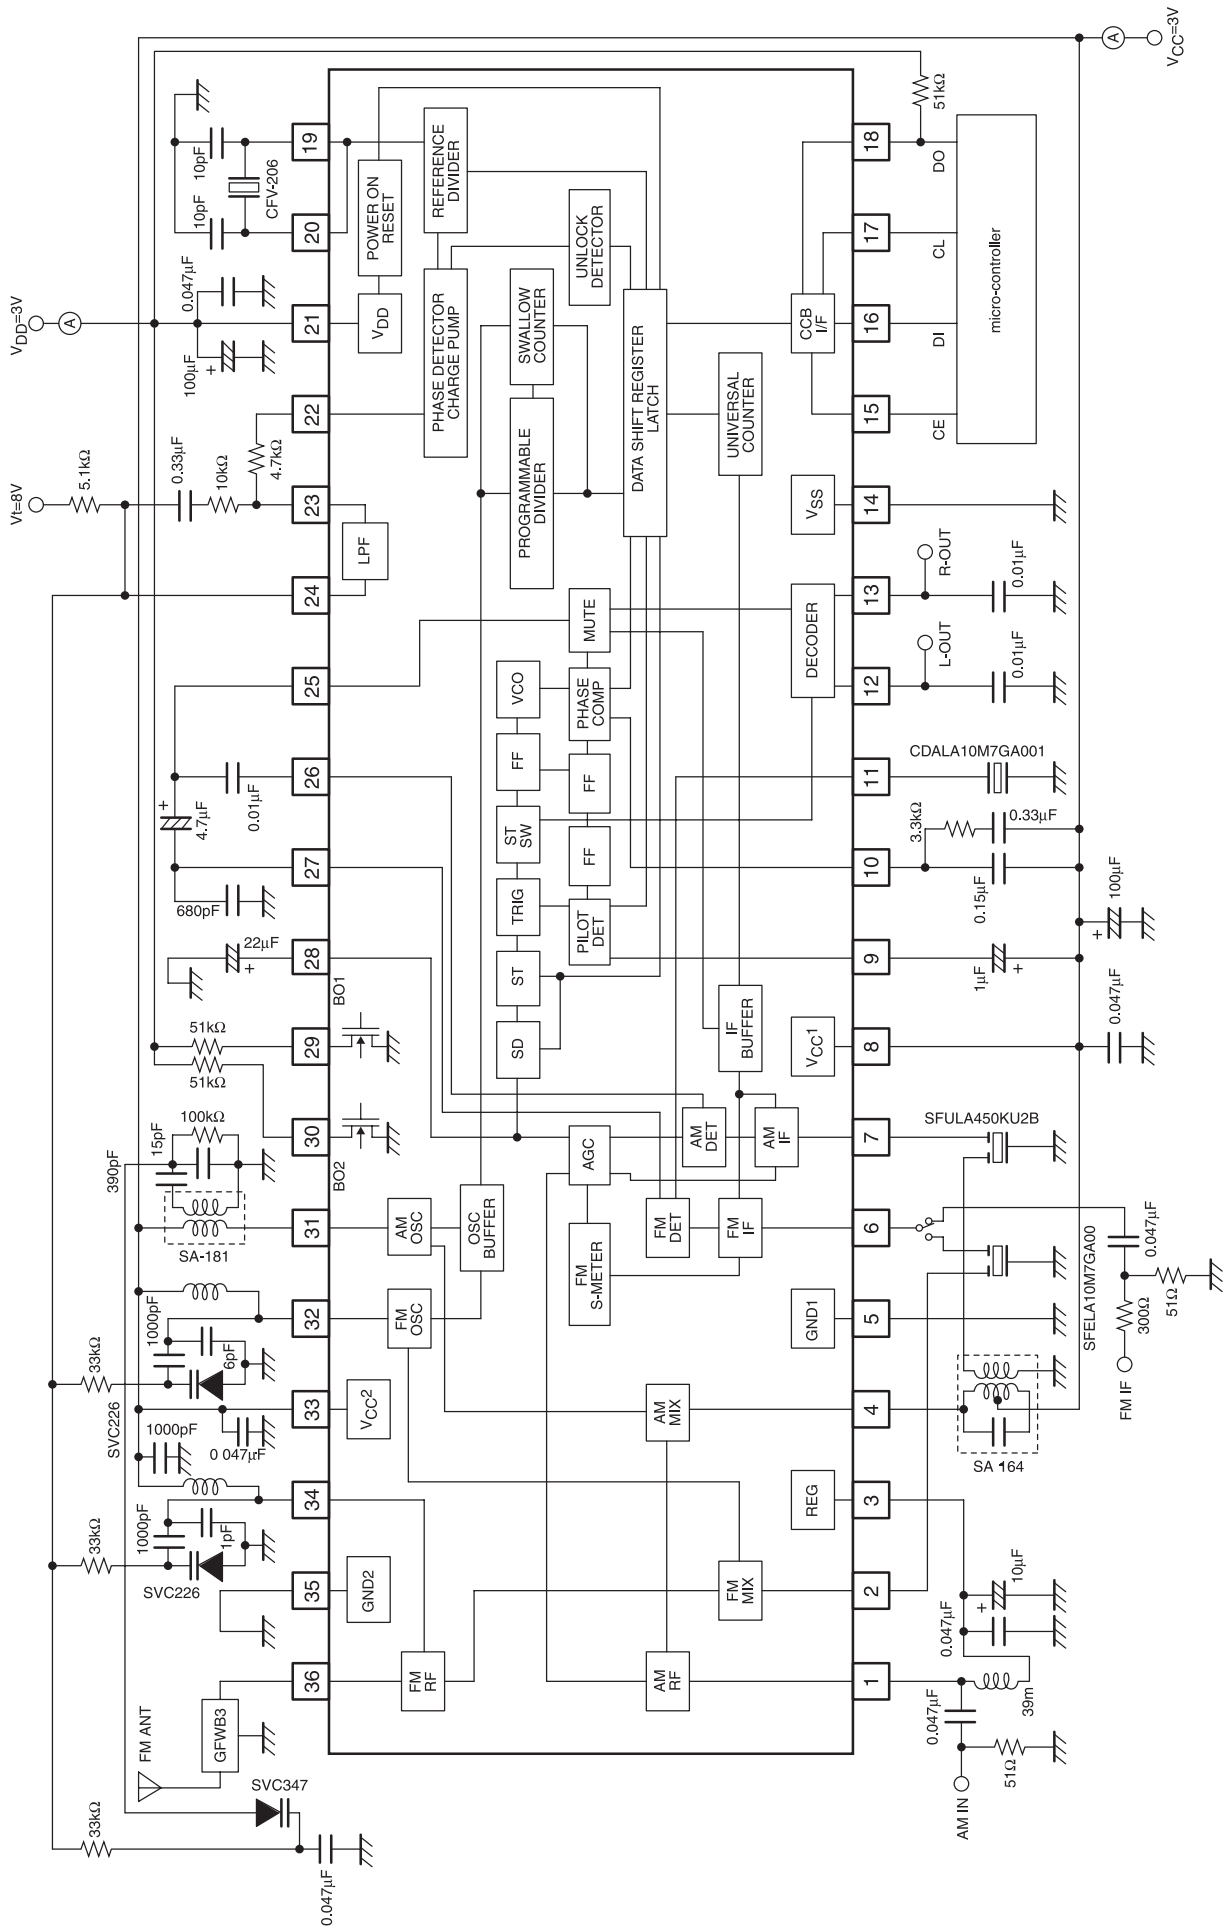 FM ANT
GFWB3
SVC347
33kΩ
0.047µF
33kΩ
SVC226
1000pF
1pF
1000pF
0 047µF
33kΩ
SVC226
1000pF
6pF
SA-181
390pF
15pF
100kΩ
51kΩ
51kΩ
22µF
+
680pF
4.7µF
+
0.01µF
Vt=8V
5.1kΩ
0.33µF
10kΩ
4.7kΩ
VDD=3V
A
100µF
+
0.047µF
10pF
10pF
CFV-206
36
35
34
33
32
31
30
29
28
27
26
25
24
23
22
21
20
19
BO2
BO1
FM
RF
GND2
VCC2
FM
OSC
AM
OSC
OSC
BUFFER
LPF
VDD
POWER ON
RESET
PHASE DETECTOR
CHARGE PUMP
REFERENCE
DIVIDER
SD
ST
TRIG
ST
SW
FF
VCO
PROGRAMMABLE
DIVIDER
SWALLOW
COUNTER
FM
S-METER
AGC
PILOT
DET
FF
FF
PHASE
COMP
MUTE
UNLOCK
DETECTOR
AM
RF
AM
MIX
FM
DET
AM
DET
DATA SHIFT REGISTER
LATCH
FM
MIX
FM
IF
AM
IF
IF
BUFFER
UNIVERSAL
COUNTER
REG
GND1
VCC1
DECODER
VSS
CCB
I/F
1
2
3
4
5
6
7
8
9
10
11
12
13
14
15
16
17
18
AM IN
51Ω
0.047µF
39m
0.047µF
10µF
+
SA 164
FM IF
300Ω
51Ω
0.047µF
SFELA10M7GA00
SFULA450KU2B
0.047µF
1µF
+
100µF
+
0.15µF
3.3kΩ
0.33µF
CDALA10M7GA001
L-OUT
0.01µF
R-OUT
0.01µF
CE
DI
CL
DO
micro-controller
51kΩ
A
VCC=3V